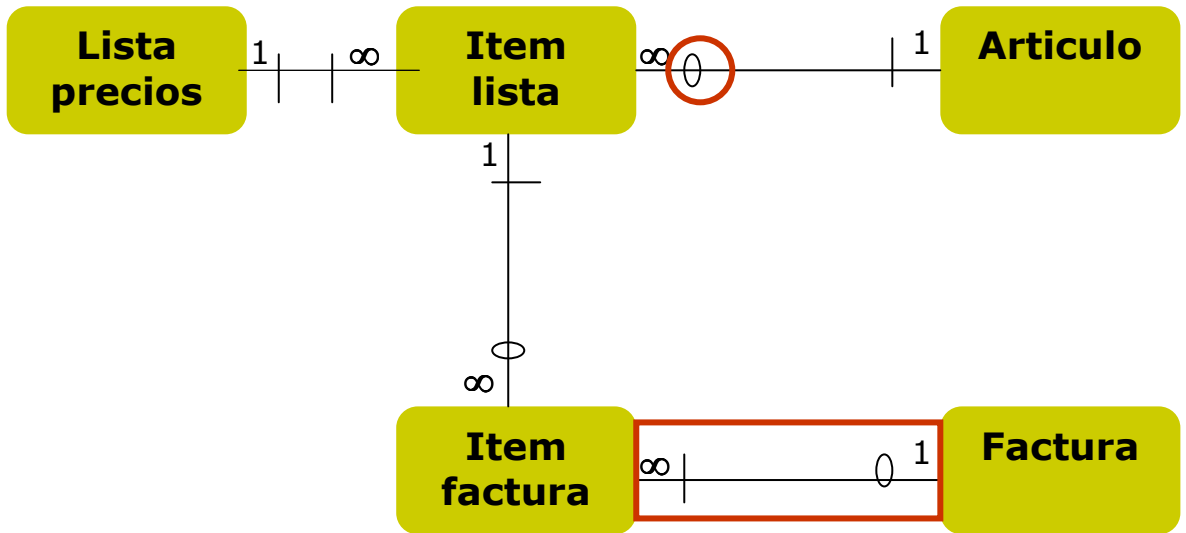 Lista
precios
1
∞
Item
lista
∞
1
Articulo
1
∞
Item
factura
∞
1
Factura